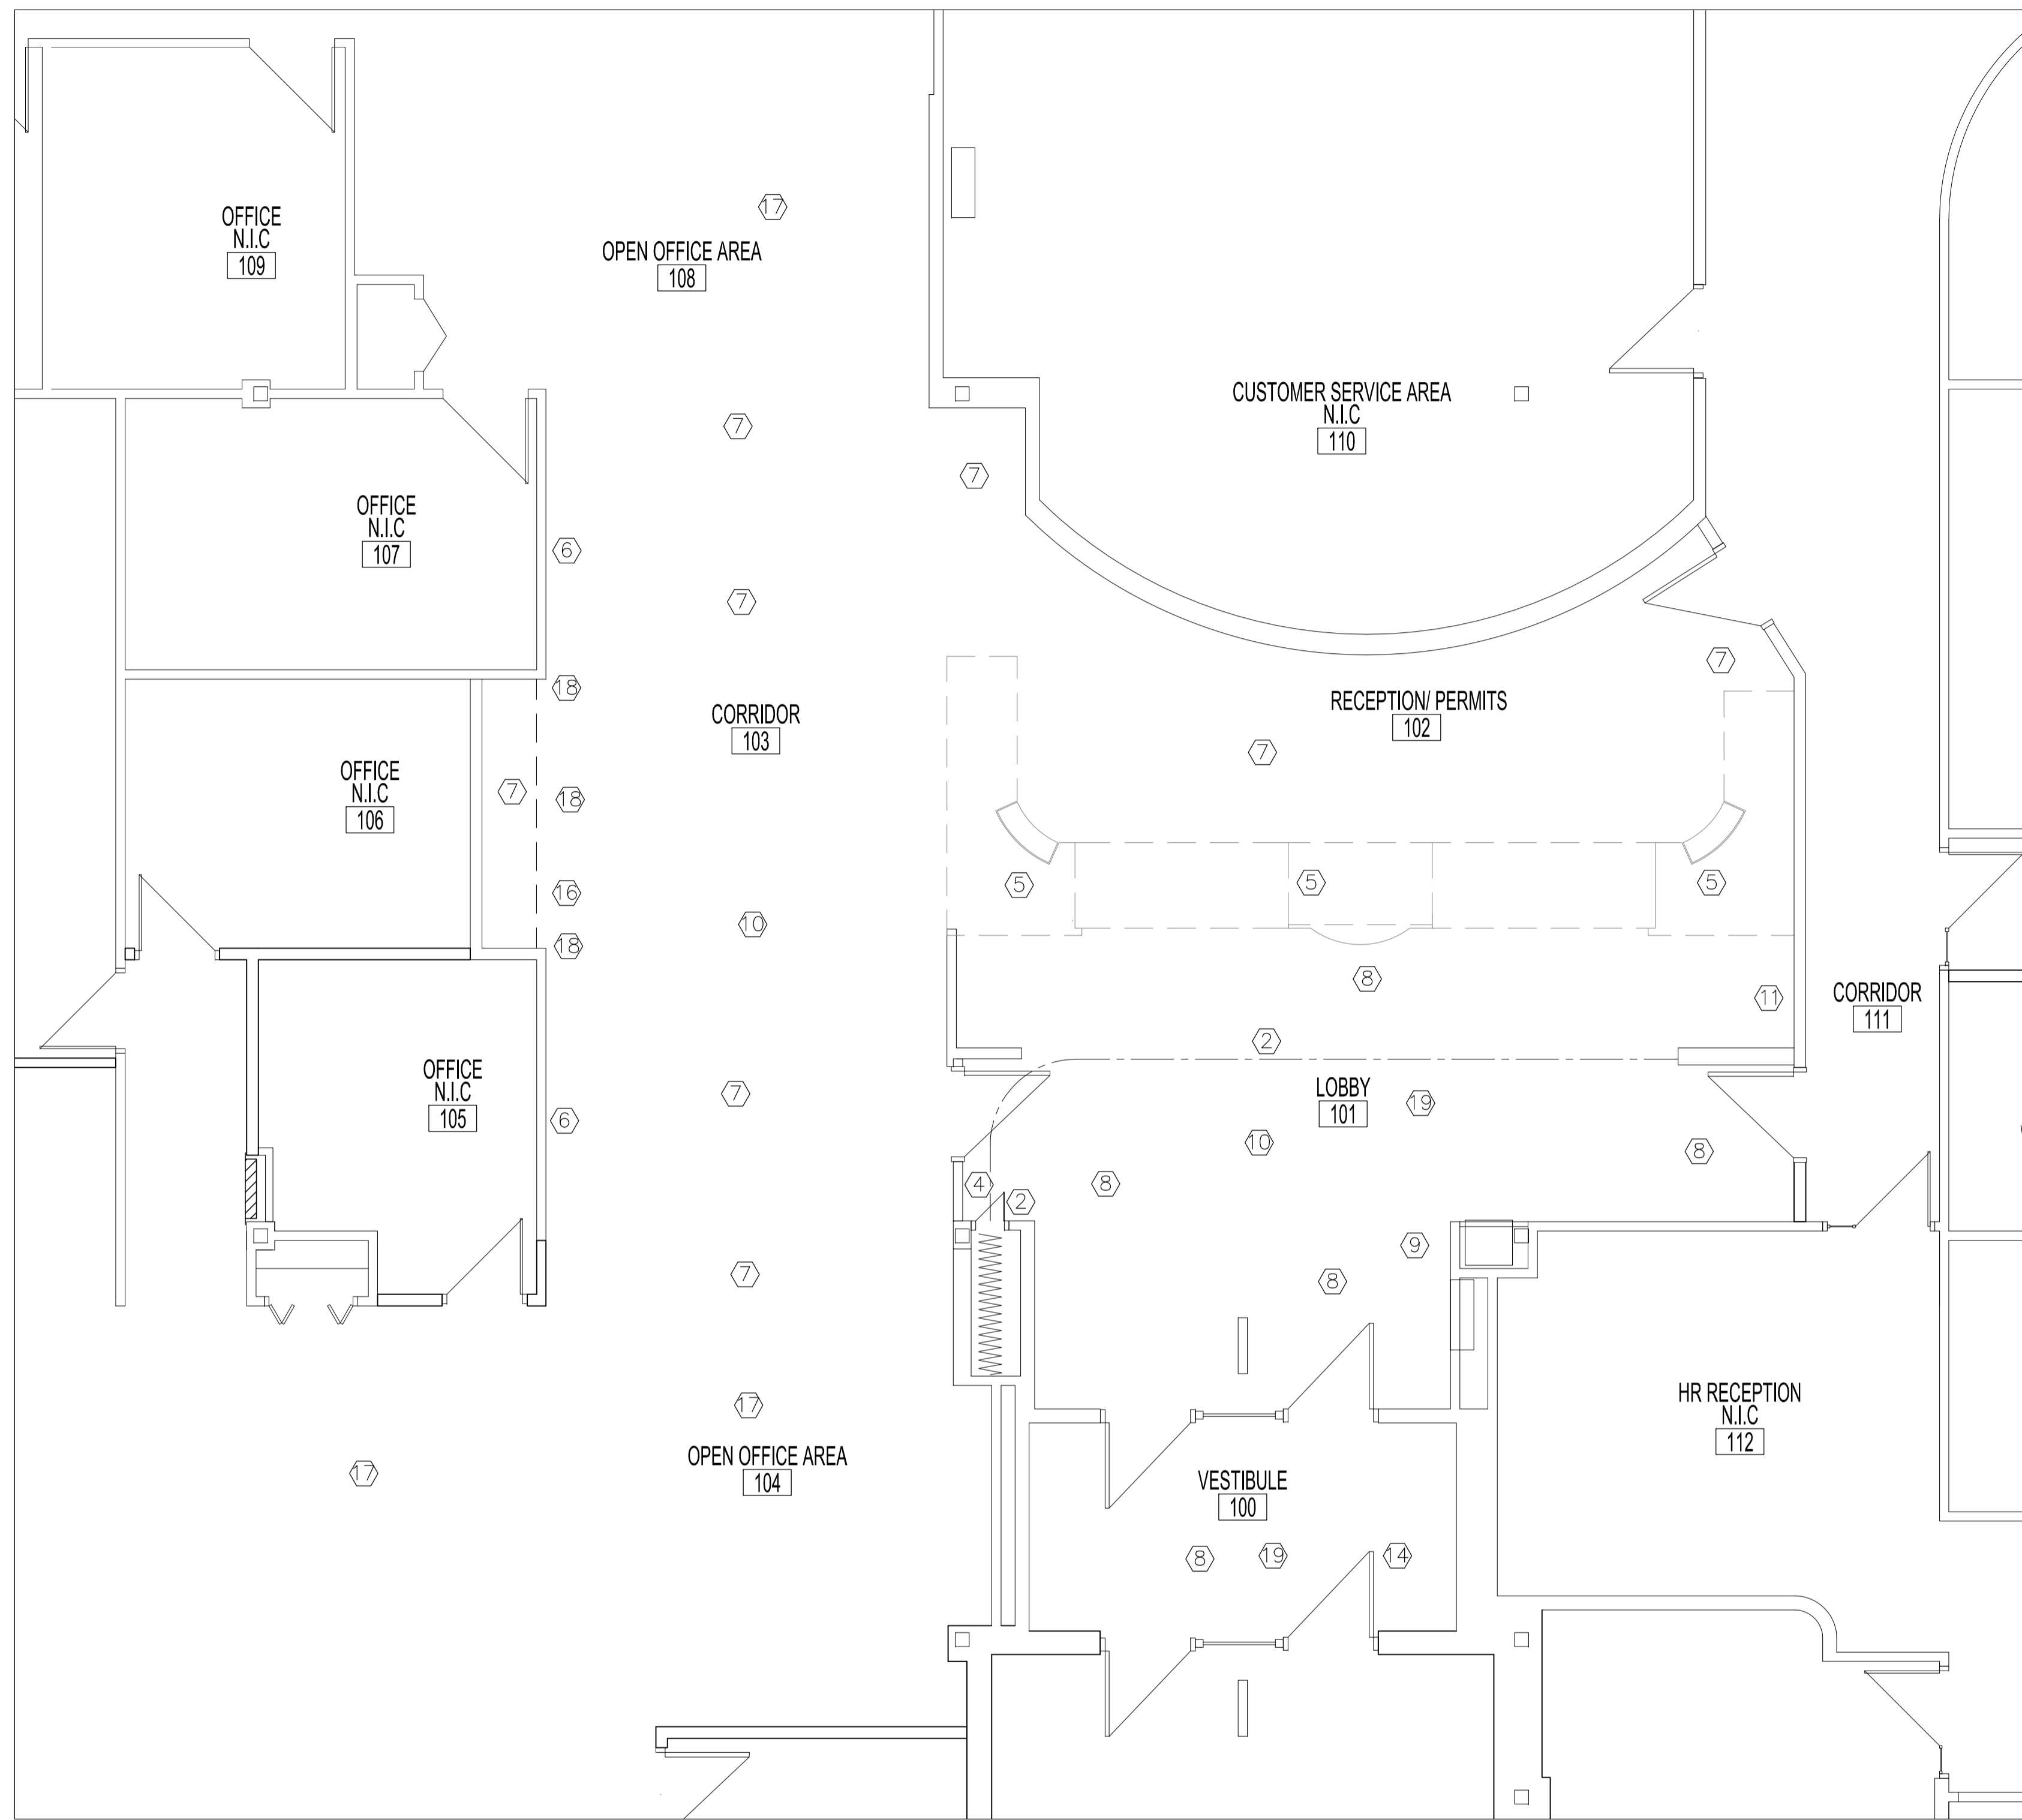 17
OFFICE
N.I.C
109
OPEN OFFICE AREA
108
CUSTOMER SERVICE AREA
N.I.C
110
7
7
OFFICE
N.I.C
107
6
7
7
18
CORRIDOR
103
RECEPTION/ PERMITS
102
7
OFFICE
N.I.C
106
7
18
16
5
5
5
10
18
8
11
CORRIDOR
111
2
OFFICE
N.I.C
105
7
6
LOBBY
101
19
10
8
8
4
2
9
7
8
17
HR RECEPTION
N.I.C
112
OPEN OFFICE AREA
104
17
VESTIBULE
100
8
19
14